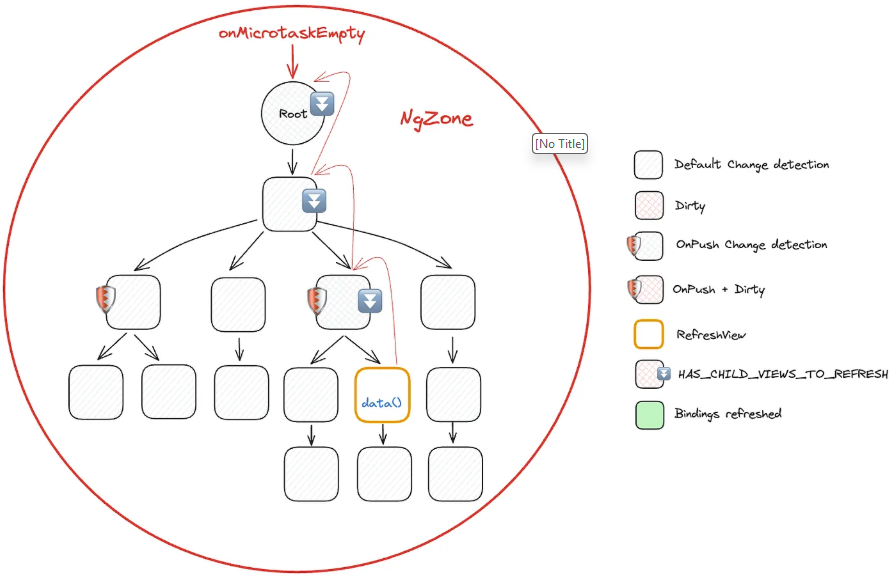 onMicrotaskEmpty
Root
NgZone
[No Title]
data()
Default Change detection
Dirty
OnPush Change detection
OnPush + Dirty
RefreshView
HAS_CHILD_VIEWS_TO_REFRESH
Bindings refreshed